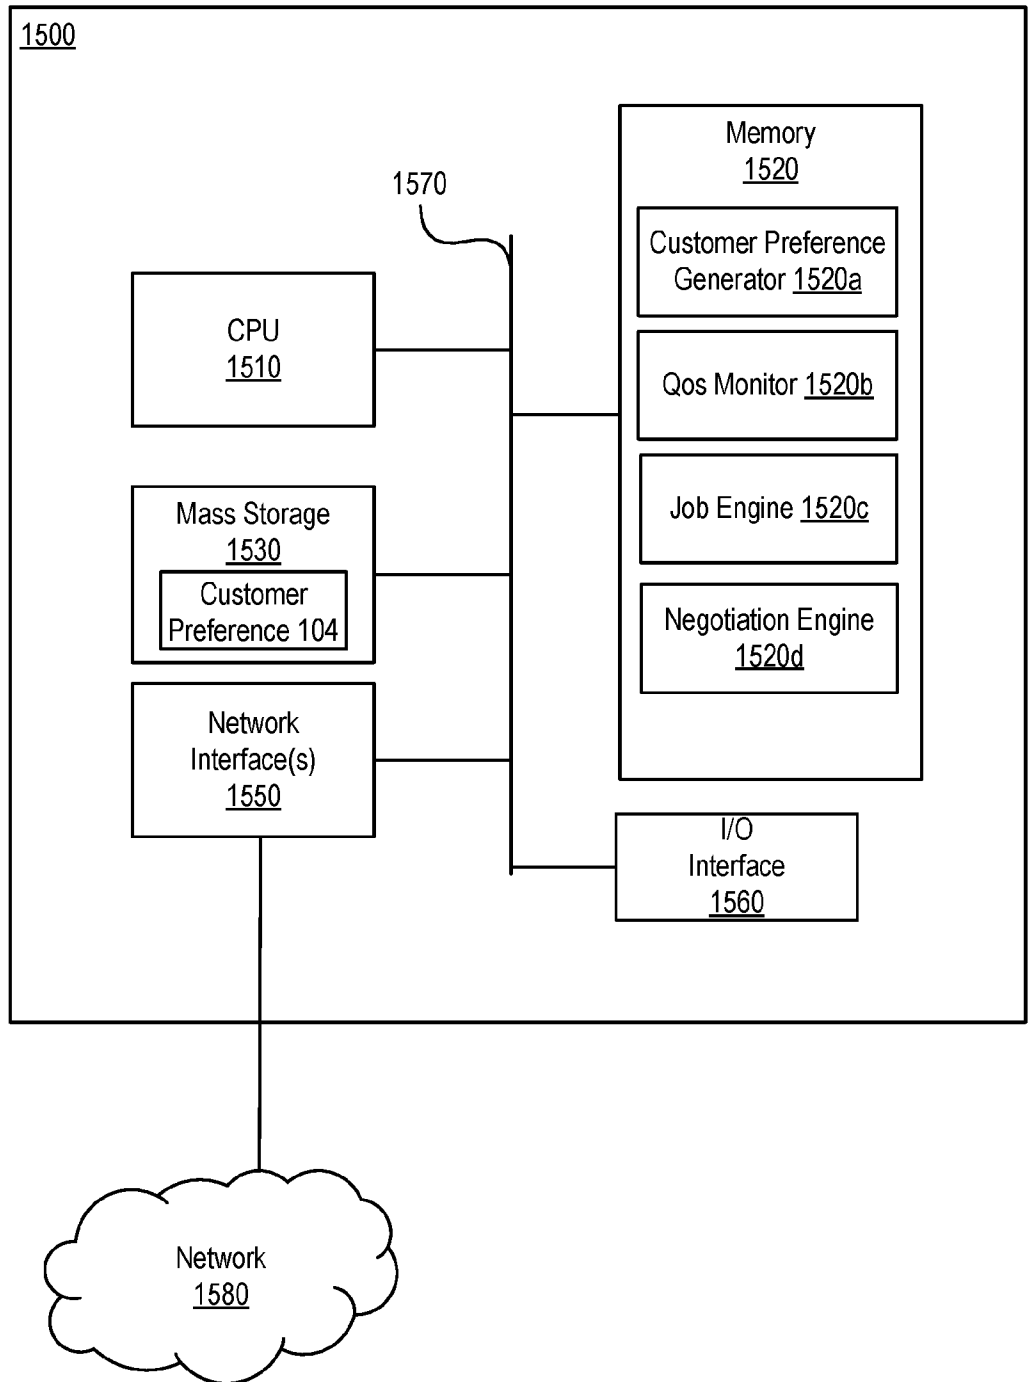 1500
1570
Memory
1520
Customer Preference
Generator 1520a
Qos Monitor 1520b
Job Engine 1520c
Negotiation Engine
1520d
CPU
1510
Mass Storage
1530
Customer
Preference 104
Network
Interface(s)
1550
I/O
Interface
1560
Network
1580